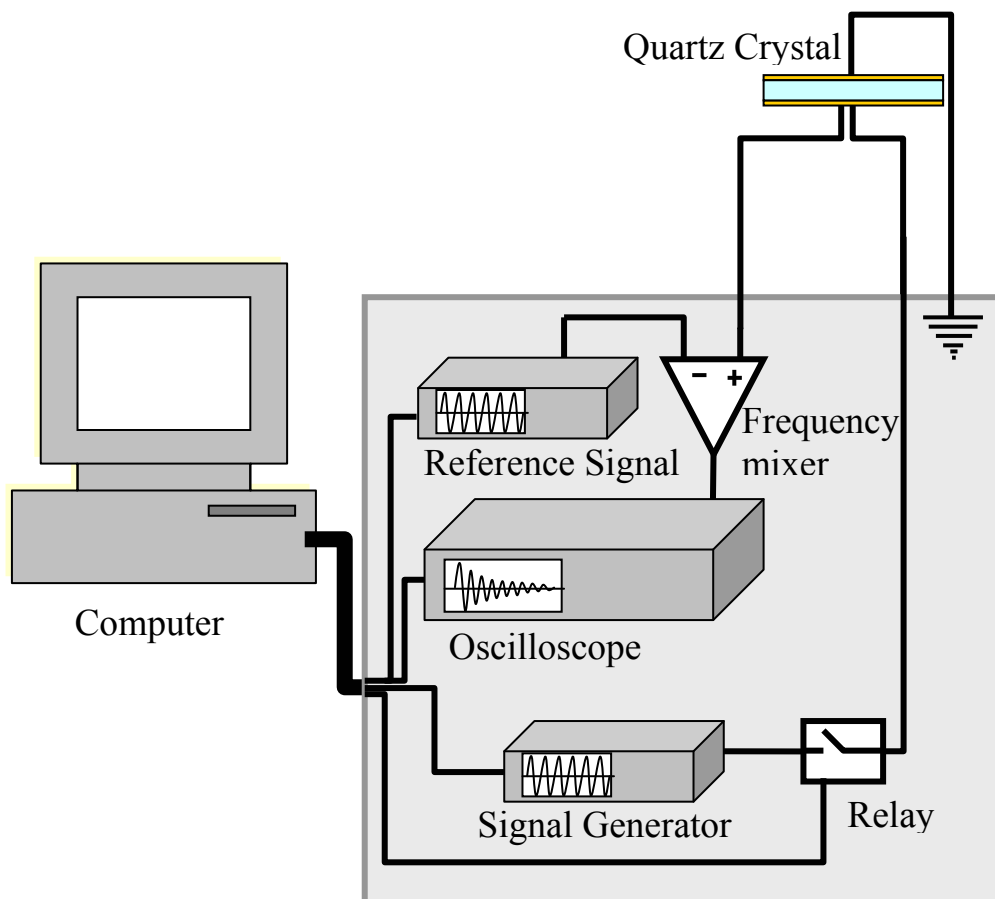 Quartz Crystal
− +
Frequency
mixer
Reference Signal
Computer
Oscilloscope
Signal Generator
Relay